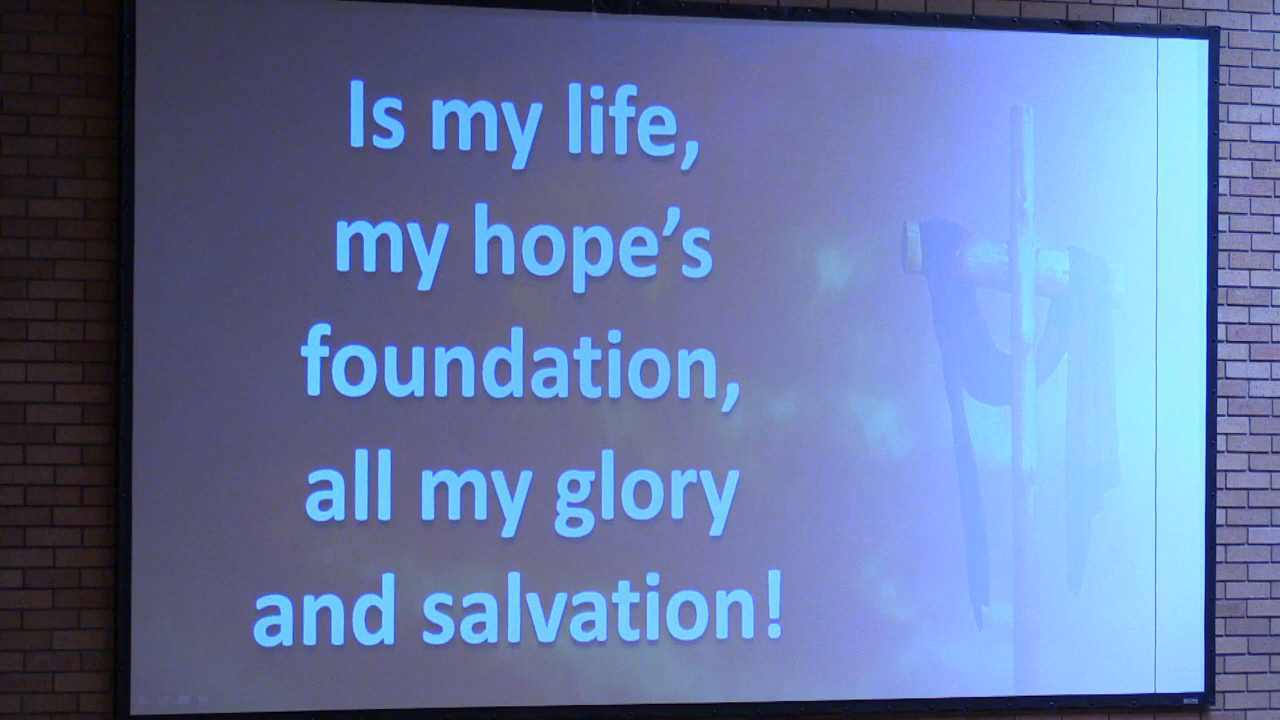 Is my life,
my hope’s
foundation,
all my glory
and salvation!